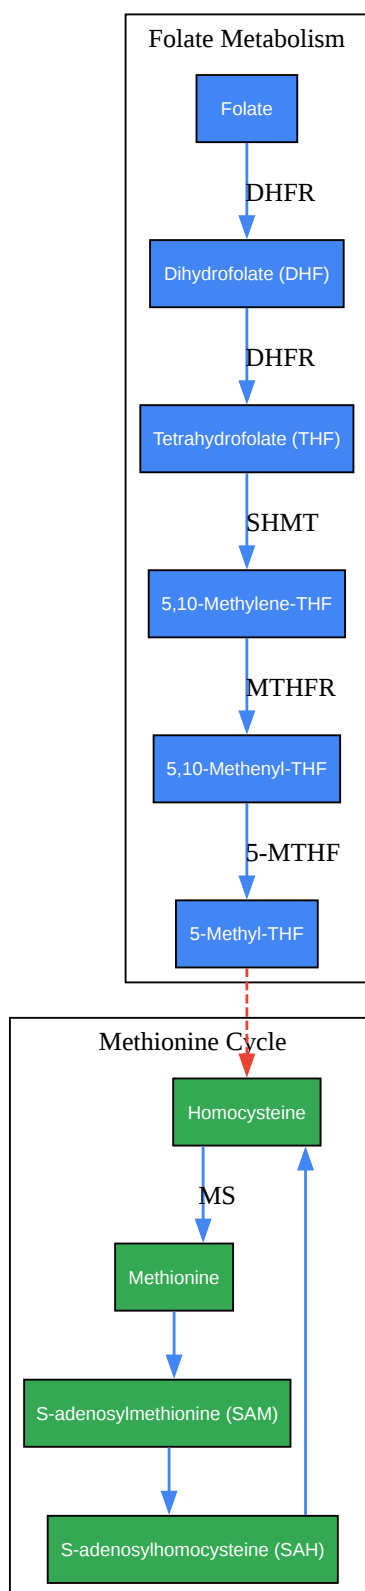 Folate Metabolism
Folate
DHFR
Dihydrofolate (DHF)
DHFR
Tetrahydrofolate (THF)
SHMT
5,10-Methylene-THF
MTHFR
5,10-Methenyl-THF
5-MTHF
5-Methyl-THF
Methionine Cycle
Homocysteine
MS
Methionine
S-adenosylmethionine (SAM)
S-adenosylhomocysteine (SAH)